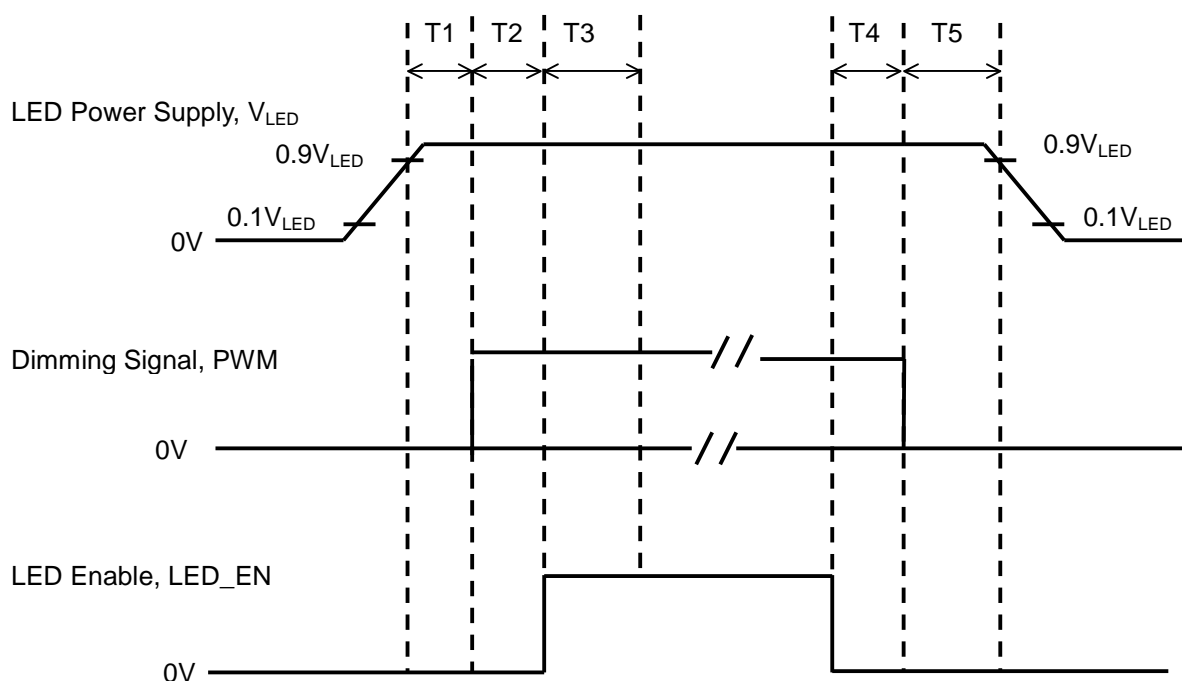 T1 T2 T3 T4 T5
LED Power Supply, VLED
0.9VLED 0.9VLED
0.1VLED 0.1VLED
0V
Dimming Signal, PWM
0V
LED Enable, LED_EN
0V